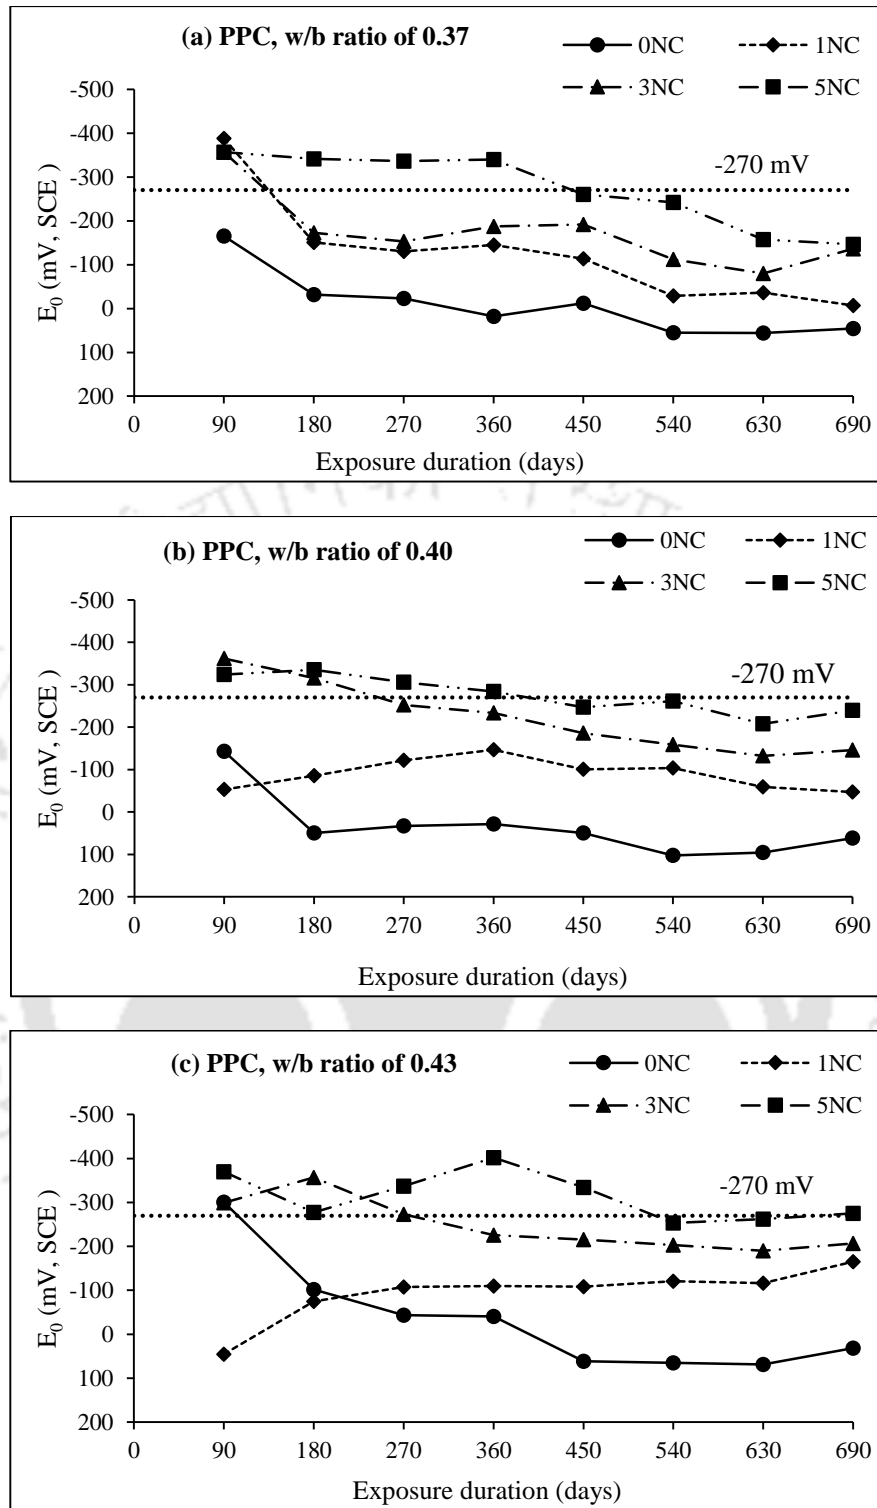 (a) PPC, w/b ratio of 0.37
0NC
1NC
3NC
5NC
-500
-400
-300
-200
-100
0
100
200
-270 mV
E0 (mV, SCE )
0 90 180 270 360 450 540 630 690
Exposure duration (days)
(b) PPC, w/b ratio of 0.40
0NC
1NC
3NC
5NC
-500
-400
-300
-200
-100
0
100
200
-270 mV
E0 (mV, SCE )
0 90 180 270 360 450 540 630 690
Exposure duration (days)
(c) PPC, w/b ratio of 0.43
0NC
1NC
3NC
5NC
-500
-400
-300
-200
-100
0
100
200
-270 mV
E0 (mV, SCE )
0 90 180 270 360 450 540 630 690
Exposure duration (days)